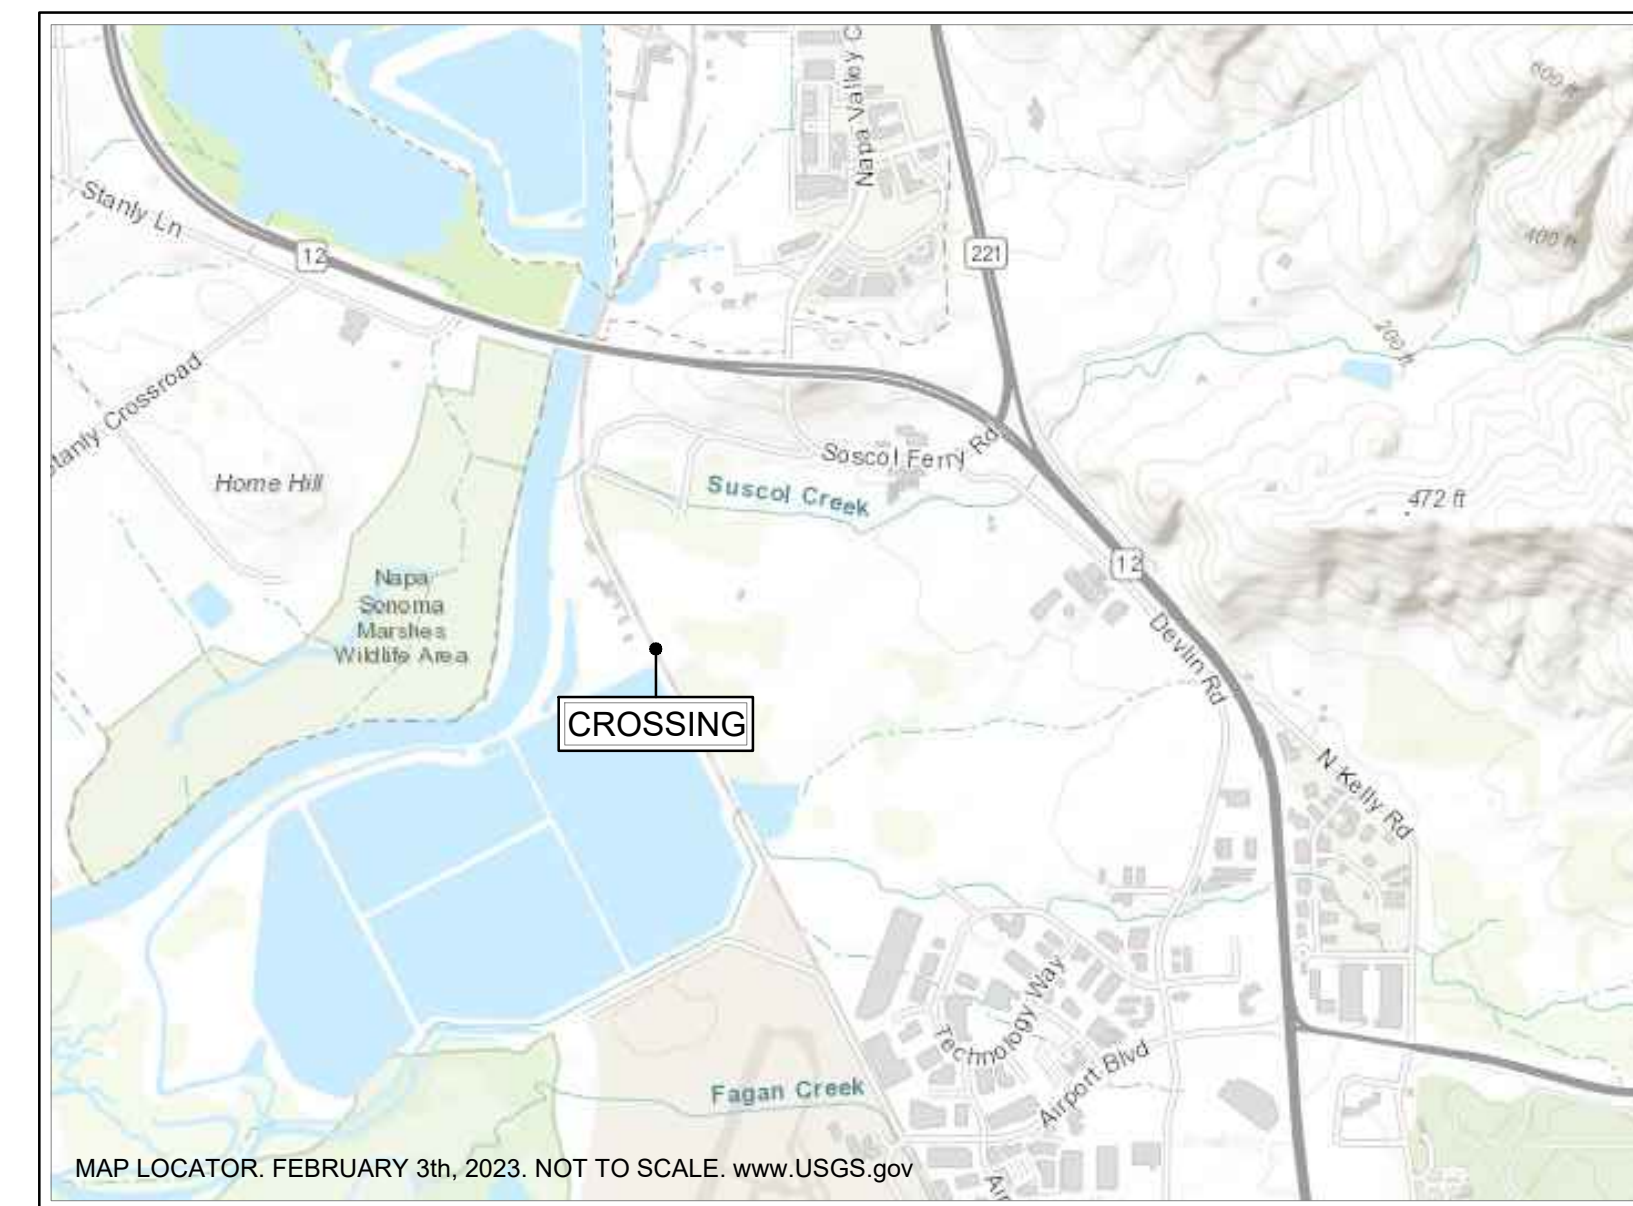 600 ft
Napa Valley C
Stanly Ln
400 ft
12
221
200 ft
Stanly Crossroad
Soscol Ferry Rd
Home Hill
Suscol Creek
472 ft
12
Napa
Sonoma
Marshes
Wildlife Area
Devlin Rd
CROSSING
N Kelly Rd
Technology Way
Airport Blvd
Fagan Creek
MAP LOCATOR. FEBRUARY 3th, 2023. NOT TO SCALE. www.USGS.gov